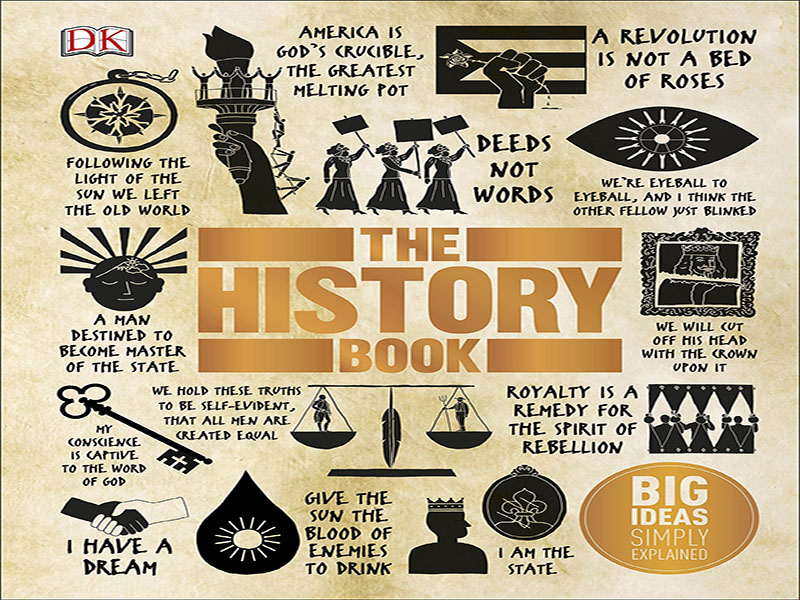 DK
AMERICA IS
GOD'S CRUCIBLE,
THE GREATEST
MELTING POT
A REVOLUTION
IS NOT A BED
OF ROSES
FOLLOWING THE
LIGHT OF THE
SUN WE LEFT
THE OLD WORLD
DEEDS
NOT
WORDS
WE'RE EYEBALL TO
EYEBALL, AND I THINK THE
OTHER FELLOW JUST BLINKED
THE
HISTORY
BOOK
A MAN
DESTINED TO
BECOME MASTER
OF THE STATE
WE WILL CUT
OFF HIS HEAD
WITH THE CROWN
UPON IT
MY
CONSCIENCE
IS CAPTIVE
TO THE WORD
OF GOD
WE HOLD THESE TRUTHS
TO BE SELF-EVIDENT,
THAT ALL MEN ARE
CREATED EQUAL
ROYALTY IS A
REMEDY FOR
THE SPIRIT OF
REBELLION
I HAVE A
DREAM
GIVE THE
SUN THE
BLOOD OF
ENEMIES
TO DRINK
I AM THE
STATE
BIG
IDEAS
SIMPLY
EXPLAINED